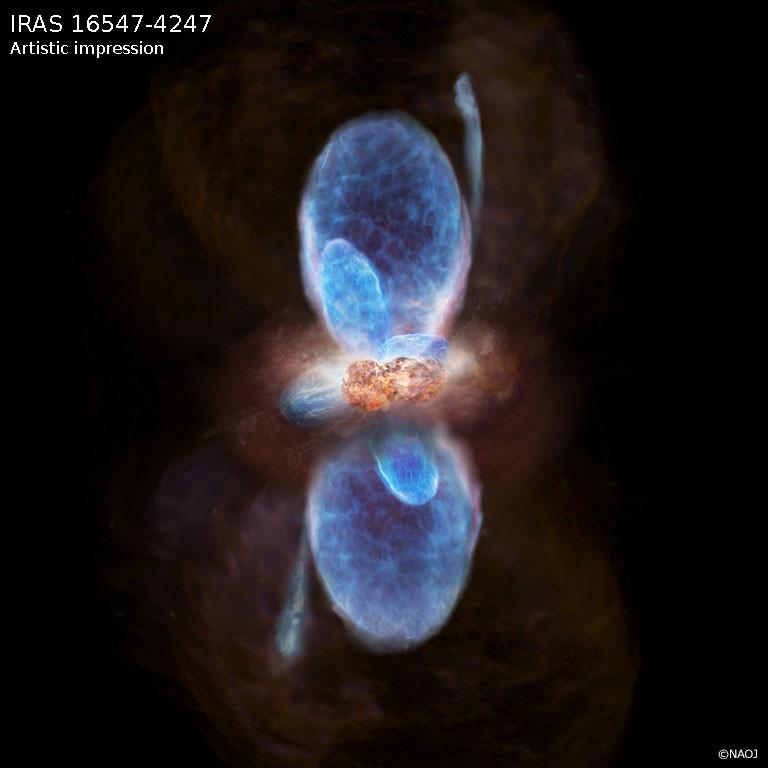 IRAS 16547-4247
Artistic impression
©NAOJ